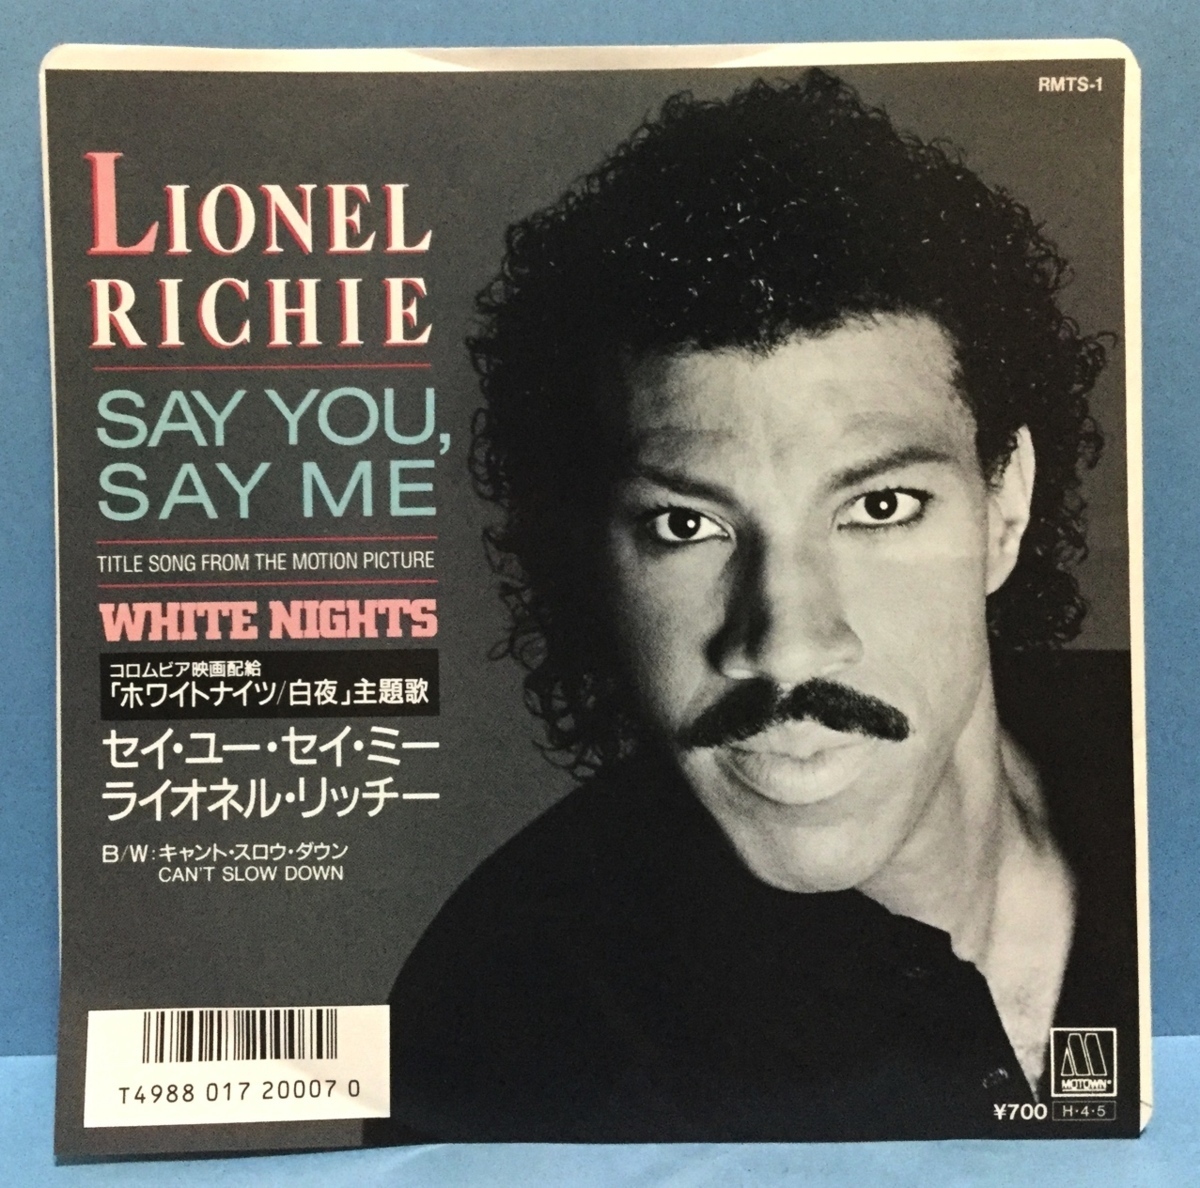 RMTS-1
LIONEL
RICHIE
SAY YOU,
SAY ME
TITLE SONG FROM THE MOTION PICTURE
WHITE NIGHTS
コロムビア映画配給
「ホワイトナイツ/白夜」主題歌
セイ・ユー・セイ・ミー
ライオネル・リッチー
B/W:キャント・スロウ・ダウン
CAN'T SLOW DOWN
T4988 017 20007 0
MOTOWN®
¥700 H・4・5